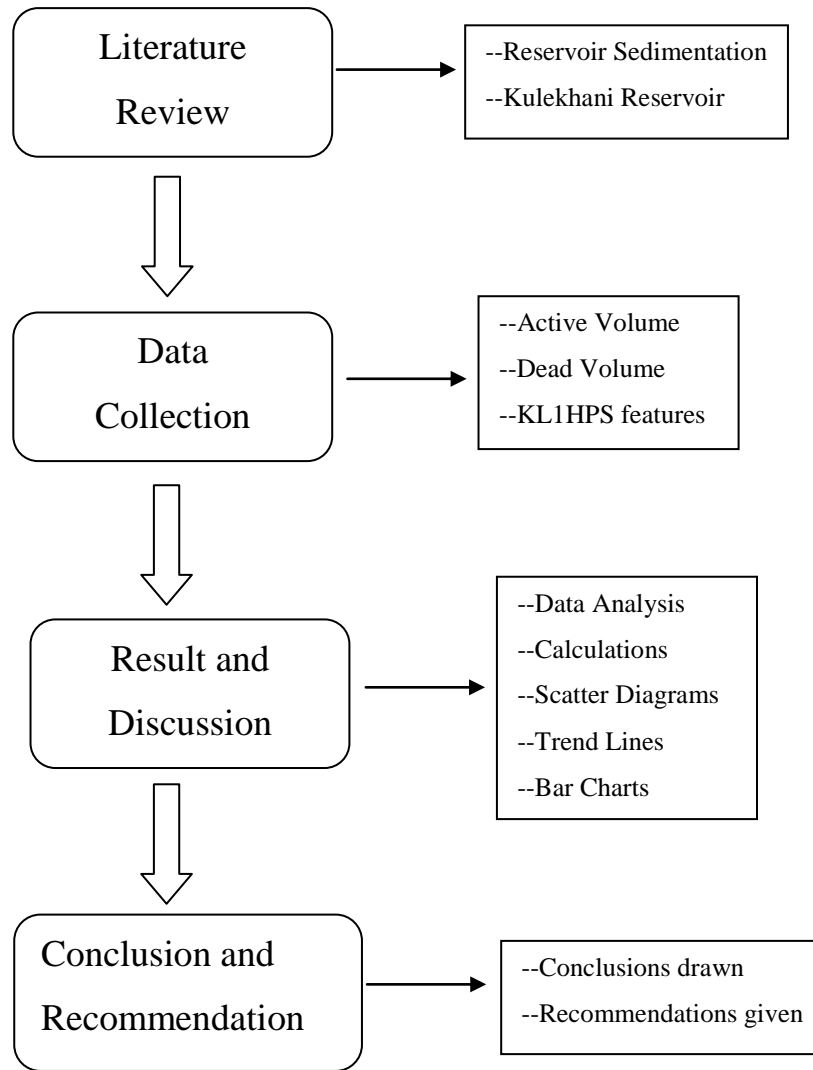 Literature
Review
--Reservoir Sedimentation
--Kulekhani Reservoir
Data
Collection
--Active Volume
--Dead Volume
--KL1HPS features
Result and
Discussion
--Data Analysis
--Calculations
--Scatter Diagrams
--Trend Lines
--Bar Charts
Conclusion and
Recommendation
--Conclusions drawn
--Recommendations given